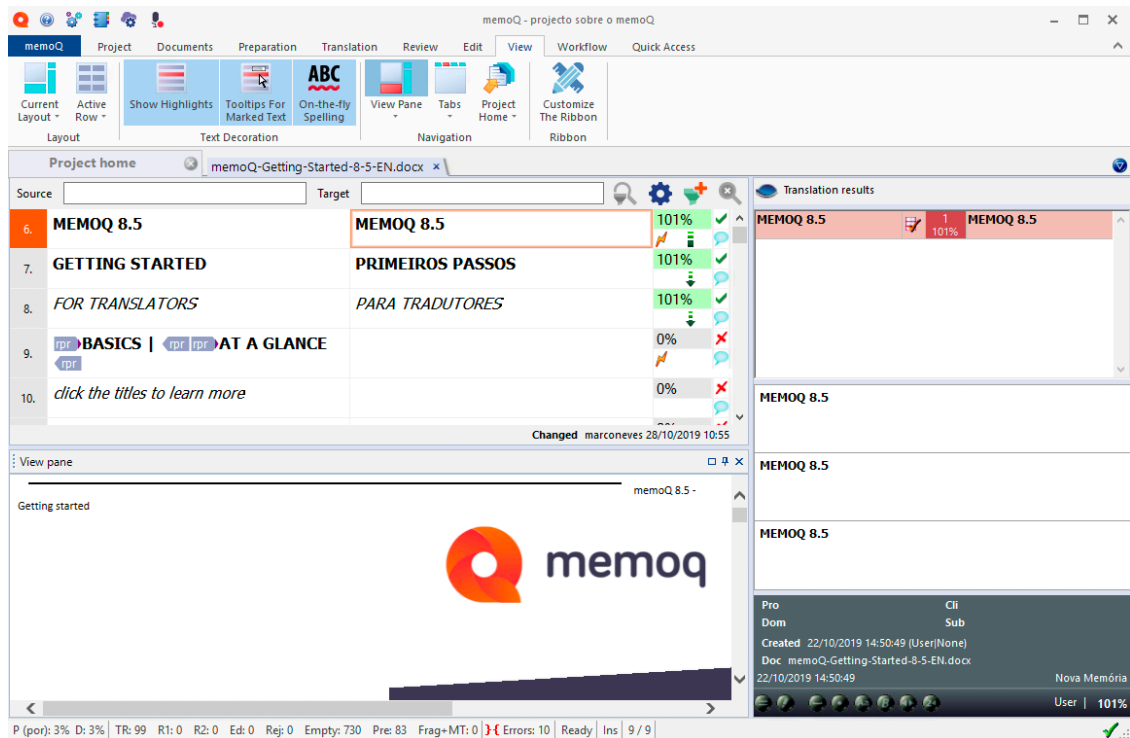 memoQ - projecto sobre o memoQ
memoQ Project Documents Preparation Translation Review Edit View Workflow Quick Access
Current Layout Active Row Show Highlights Tooltips For Marked Text ABC On-the-fly Spelling View Pane Tabs Project Home Customize The Ribbon
Layout Text Decoration Navigation Ribbon
Project home memoQ-Getting-Started-8-5-EN.docx
Source Target
6. MEMOQ 8.5 MEMOQ 8.5 101%
7. GETTING STARTED PRIMEIROS PASSOS 101%
8. FOR TRANSLATORS PARA TRADUTORES 101%
9. rpr BASICS | rpr rpr AT A GLANCE 0%
rpr
10. click the titles to learn more 0%
Changed marconeves 28/10/2019 10:55
View pane
memoQ 8.5 -
Getting started
memoq
Translation results
MEMOQ 8.5 1 101% MEMOQ 8.5
MEMOQ 8.5
MEMOQ 8.5
MEMOQ 8.5
Pro Cli
Dom Sub
Created 22/10/2019 14:50:49 (User|None)
Doc memoQ-Getting-Started-8-5-EN.docx
22/10/2019 14:50:49 Nova Memória
User | 101%
P (por): 3% D: 3% TR: 99 R1: 0 R2: 0 Ed: 0 Rej: 0 Empty: 730 Pre: 83 Frag+MT: 0 Errors: 10 Ready Ins 9 / 9